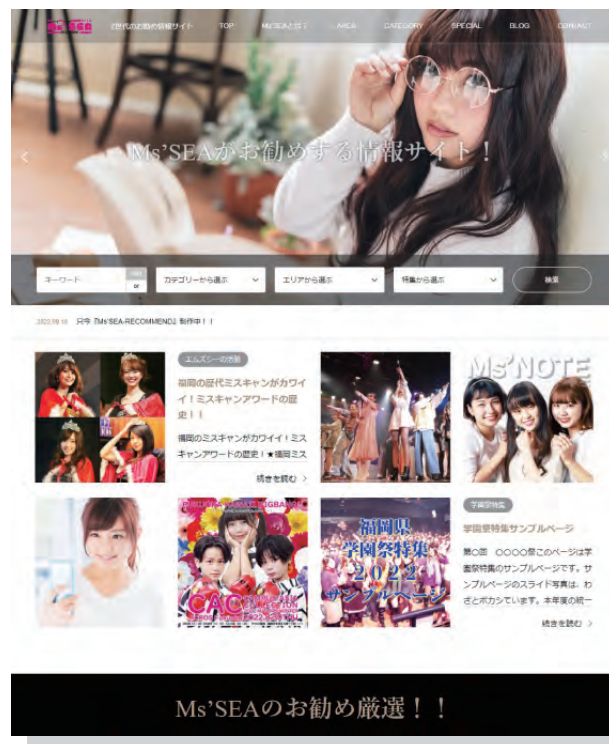 Z世代のお勧め情報サイト TOP Ms'SEAとは？ AREA CATEGORY SPECIAL BLOG CONTACT
Ms'SEAがお勧めする情報サイト！
キーワード
or
カテゴリーから選ぶ
エリアから選ぶ
特集から選ぶ
検索
只今『Ms'SEA-RECOMMEND』制作中！！
エムズシーの活動
福岡の歴代ミスキャンがカワイ
イ！ミスキャンアワードの歴
史！！
福岡のミスキャンがカワイイ！ミス
キャンアワードの歴史！★福岡ミス
続きを読む
Ms'NOTE
CAC
福岡県
学園祭特集
2022
サンプルページ
学園祭特集
学園祭特集サンプルページ
第〇回 〇〇〇〇祭このページは学
園祭特集のサンプルページです。サ
ンプルページのスライド写真は、わ
ざとボカシています。本年度の統一
続きを読む
Ms'SEAのお勧め厳選！！